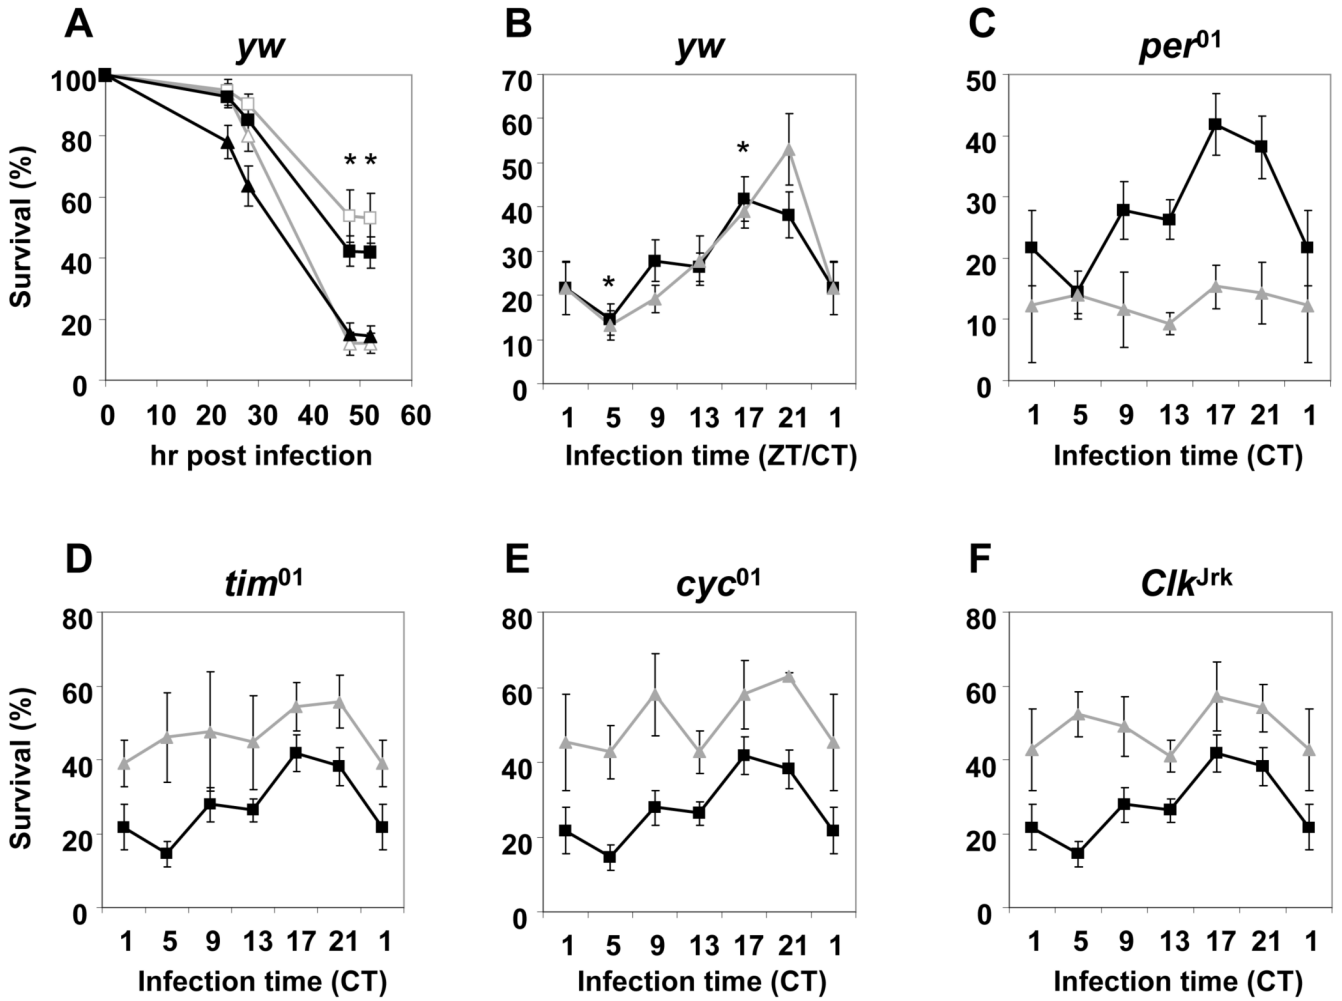 A
yw
100
80
60
40
20
0
Survival (%)
* *
0 10 20 30 40 50 60
hr post infection
B
yw
70
60
50
40
30
20
10
0
*
*
1 5 9 13 17 21 1
Infection time (ZT/CT)
C
per01
50
40
30
20
10
0
1 5 9 13 17 21 1
Infection time (CT)
D
tim01
80
60
40
20
0
Survival (%)
1 5 9 13 17 21 1
Infection time (CT)
E
cyc01
80
60
40
20
0
1 5 9 13 17 21 1
Infection time (CT)
F
ClkJrk
80
60
40
20
0
1 5 9 13 17 21 1
Infection time (CT)